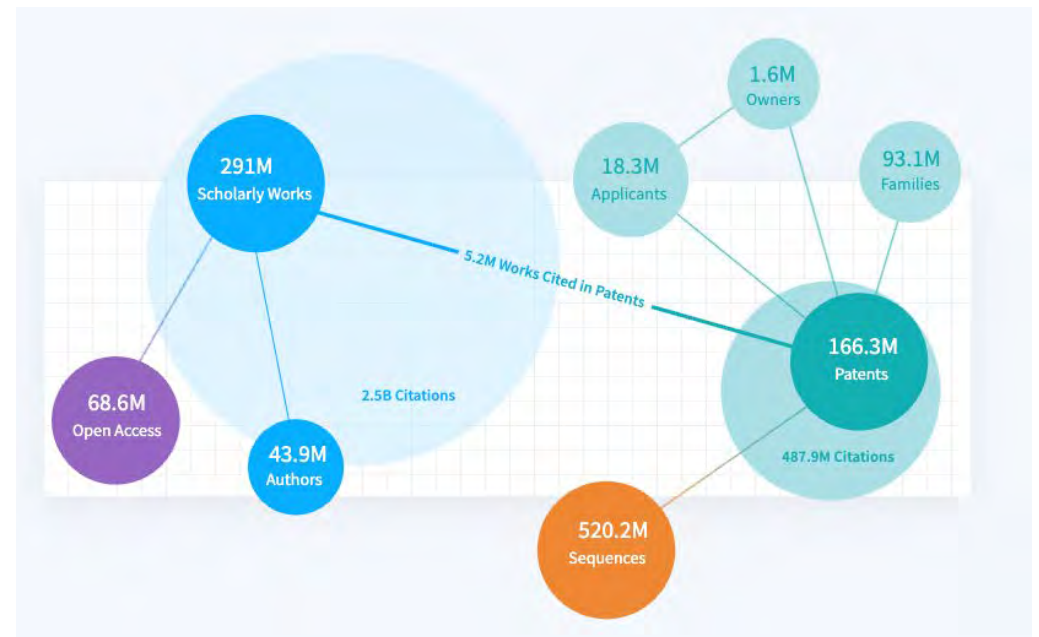 1.6M
Owners
291M
Scholarly Works
18.3M
Applicants
93.1M
Families
5.2M Works Cited in Patents
166.3M
Patents
68.6M
Open Access
2.5B Citations
43.9M
Authors
487.9M Citations
520.2M
Sequences